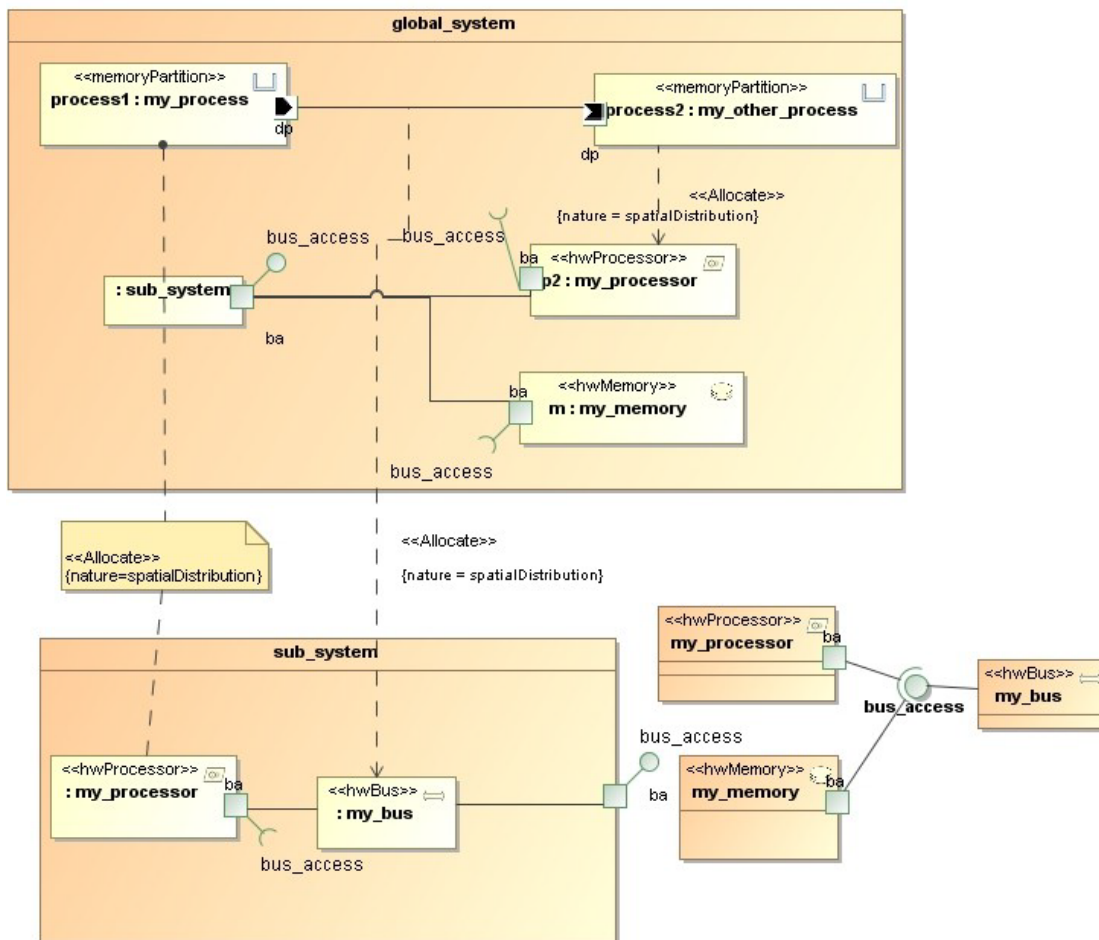 global_system
<<memoryPartition>>
process1 : my_process
dp
<<memoryPartition>>
process2 : my_other_process
dp
<<Allocate>>
{nature = spatialDistribution}
bus_access
bus_access
: sub_system
ba
ba
<<hwProcessor>>
p2 : my_processor
ba
<<hwMemory>>
m : my_memory
bus_access
<<Allocate>>
{nature=spatialDistribution}
<<Allocate>>
{nature = spatialDistribution}
sub_system
<<hwProcessor>>
: my_processor
ba
bus_access
<<hwBus>>
: my_bus
bus_access
ba
<<hwProcessor>>
my_processor
ba
bus_access
<<hwBus>>
my_bus
<<hwMemory>>
my_memory
ba